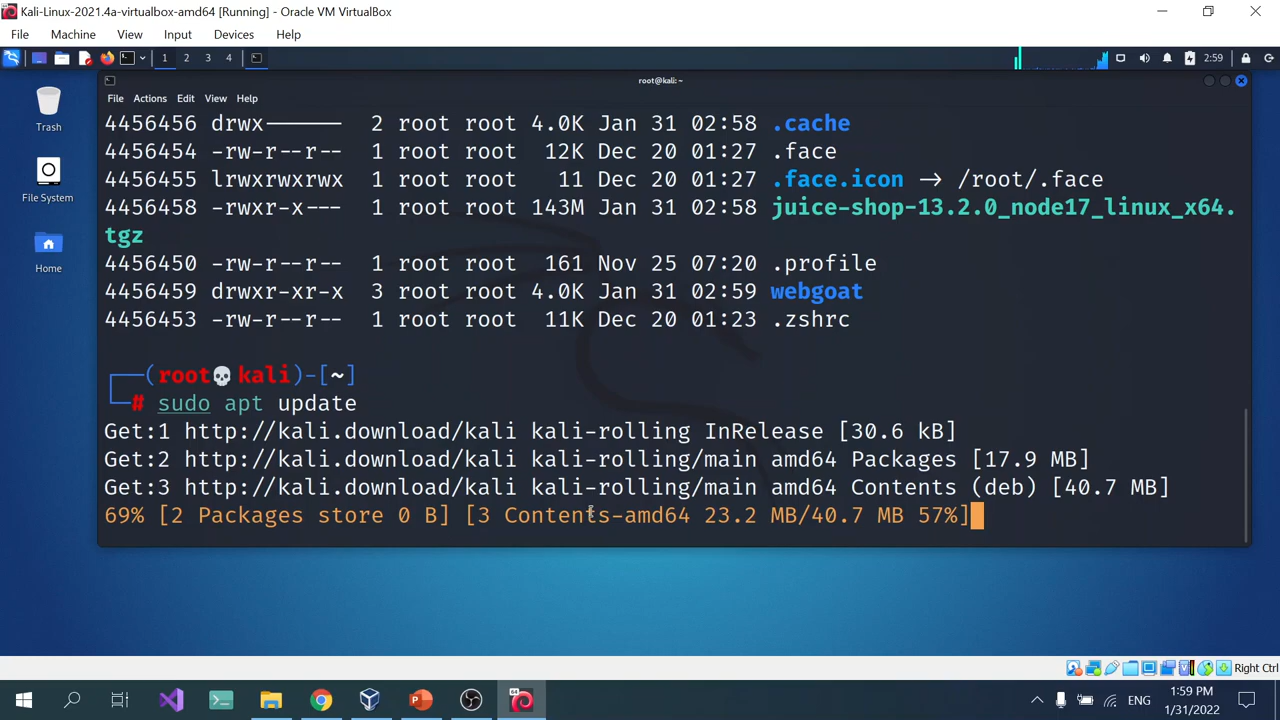 Kali-Linux-2021.4a-virtualbox-amd64 [Running] - Oracle VM VirtualBox
File Machine View Input Devices Help
1 2 3 4 2:59
root@kali: ~
File Actions Edit View Help
Trash
File System
Home
4456456 drwx------ 2 root root 4.0K Jan 31 02:58 .cache
4456454 -rw-r--r-- 1 root root 12K Dec 20 01:27 .face
4456455 lrwxrwxrwx 1 root root 11 Dec 20 01:27 .face.icon -> /root/.face
4456458 -rwxr-x--- 1 root root 143M Jan 31 02:58 juice-shop-13.2.0_node17_linux_x64.
tgz
4456450 -rw-r--r-- 1 root root 161 Nov 25 07:20 .profile
4456459 drwxr-xr-x 3 root root 4.0K Jan 31 02:59 webgoat
4456453 -rw-r--r-- 1 root root 11K Dec 20 01:23 .zshrc
┌──(root💀kali)-[~]
└─# sudo apt update
Get:1 http://kali.download/kali kali-rolling InRelease [30.6 kB]
Get:2 http://kali.download/kali kali-rolling/main amd64 Packages [17.9 MB]
Get:3 http://kali.download/kali kali-rolling/main amd64 Contents (deb) [40.7 MB]
69% [2 Packages store 0 B] [3 Contents-amd64 23.2 MB/40.7 MB 57%]
Right Ctrl
ENG
1:59 PM
1/31/2022